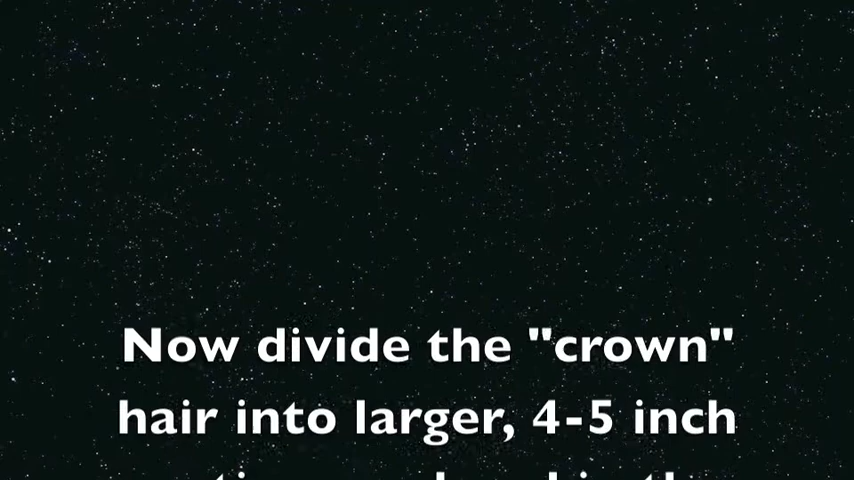 Now divide the "crown"
hair into larger, 4-5 inch